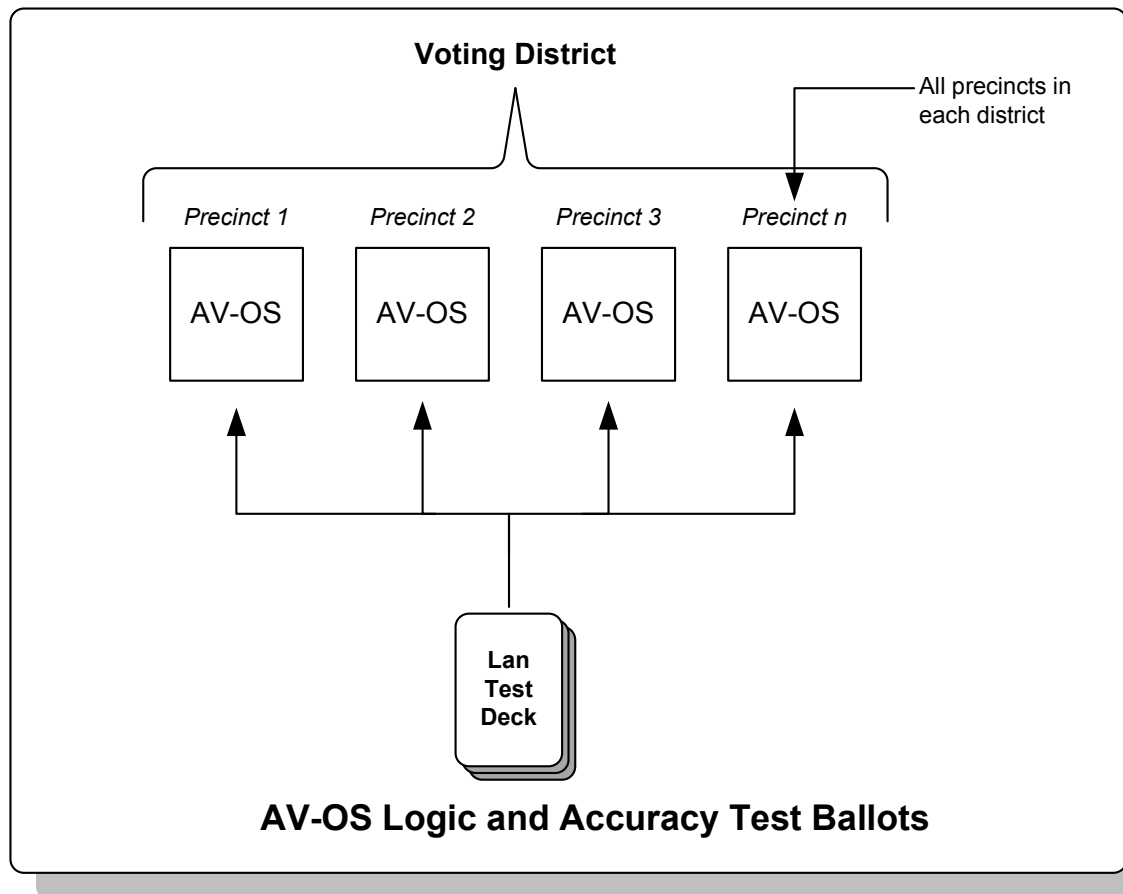 Voting District
All precincts in
each district
Precinct 1
Precinct 2
Precinct 3
Precinct n
AV-OS
AV-OS
AV-OS
AV-OS
Lan
Test
Deck
AV-OS Logic and Accuracy Test Ballots